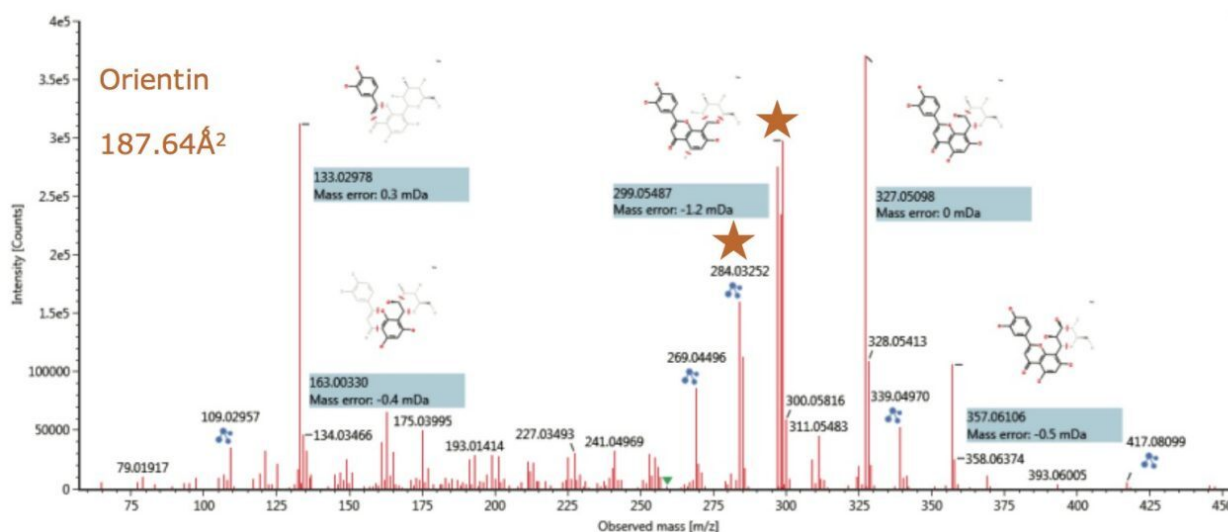 Orientin
187.64Å²
Intensity [Counts]
4e5
3.5e5
3e5
2.5e5
2e5
1.5e5
100000
50000
0
133.02978
Mass error: 0.3 mDa
299.05487
Mass error: -1.2 mDa
327.05098
Mass error: 0 mDa
284.03252
163.00330
Mass error: -0.4 mDa
269.04496
328.05413
339.04970
357.06106
Mass error: -0.5 mDa
109.02957
134.03466
175.03995
193.01414
227.03493
241.04969
300.05816
311.05483
358.06374
417.08099
79.01917
393.06005
75 100 125 150 175 200 225 250 275 300 325 350 375 400 425
Observed mass [m/z]